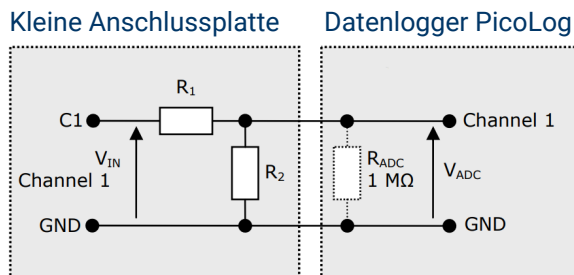 Kleine Anschlussplatte
Datenlogger PicoLog
R1
C1
Channel 1
VIN
Channel 1
R2
RADC
1 MΩ
VADC
GND
GND